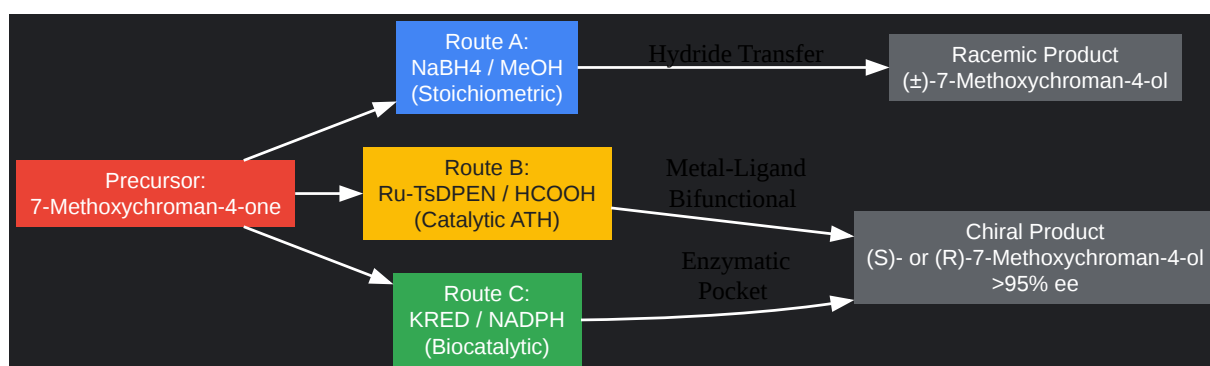 Precursor:
7-Methoxychroman-4-one
Route A:
NaBH4 / MeOH
(Stoichiometric)
Hydride Transfer
Racemic Product
(±)-7-Methoxychroman-4-ol
Route B:
Ru-TsDPEN / HCOOH
(Catalytic ATH)
Metal-Ligand
Bifunctional
Route C:
KRED / NADPH
(Biocatalytic)
Enzymatic
Pocket
Chiral Product
(S)- or (R)-7-Methoxychroman-4-ol
>95% ee